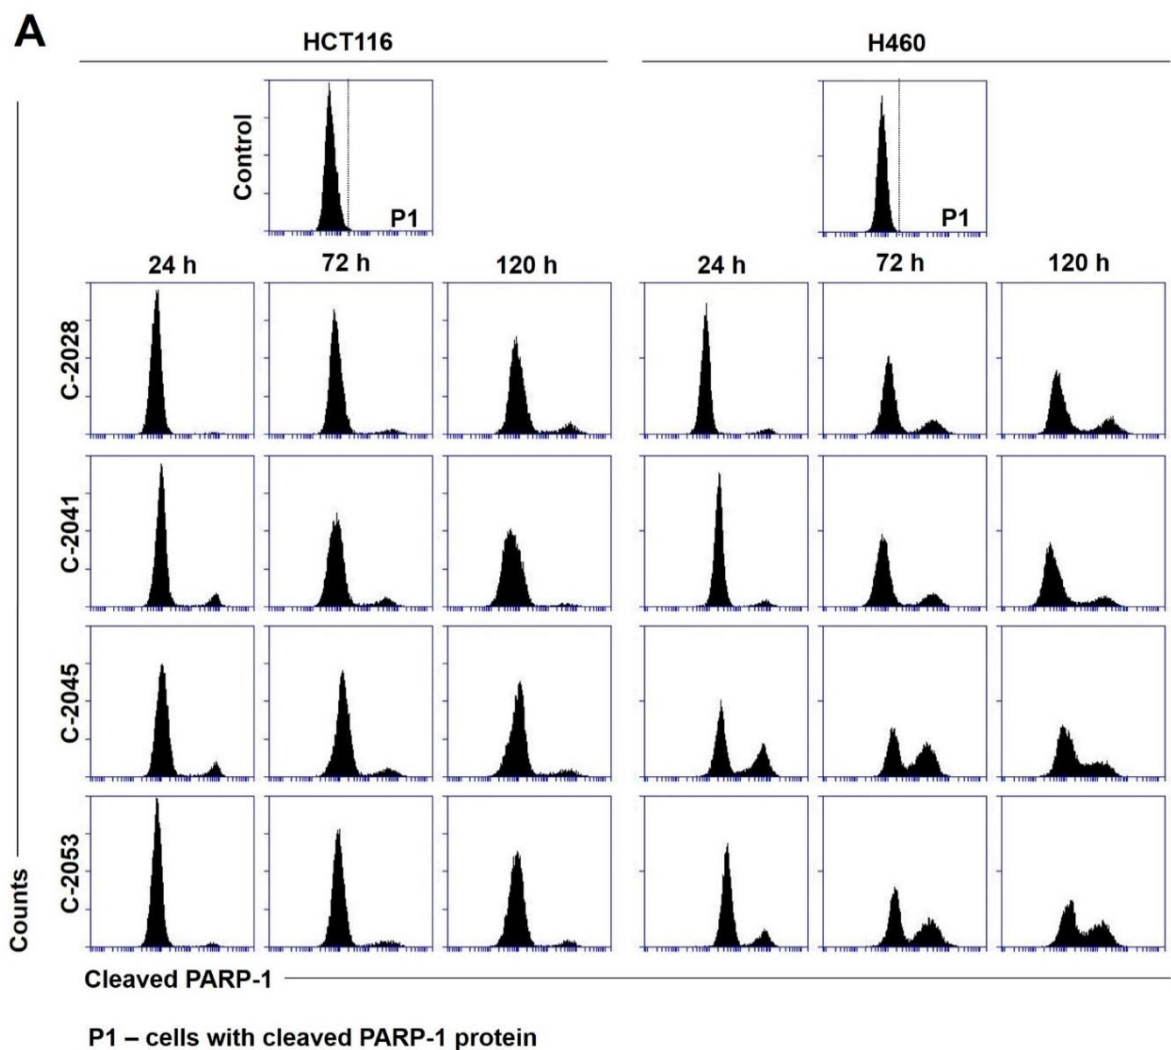 A
HCT116 H460
Control
P1 P1
24 h 72 h 120 h 24 h 72 h 120 h
C-2028
C-2041
C-2045
C-2053
Counts
Cleaved PARP-1
P1 – cells with cleaved PARP-1 protein